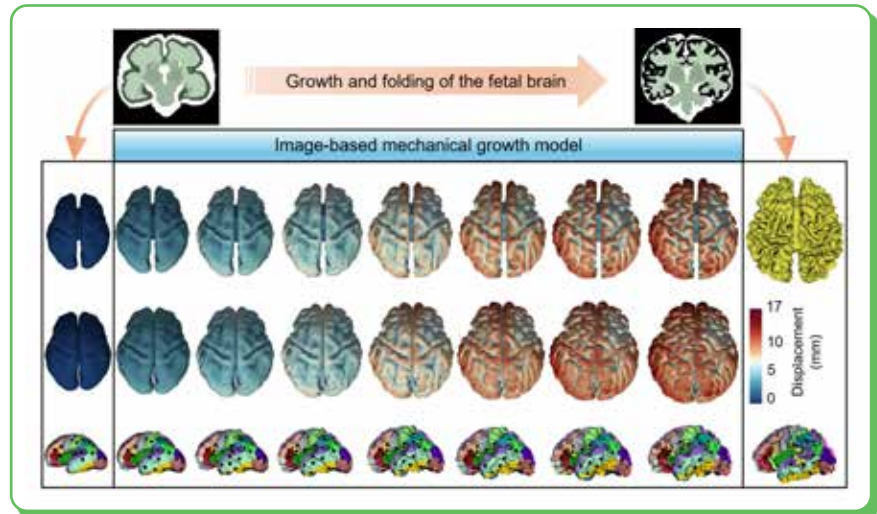 Growth and folding of the fetal brain
Image-based mechanical growth model
17
10
5
0
Displacement
(mm)